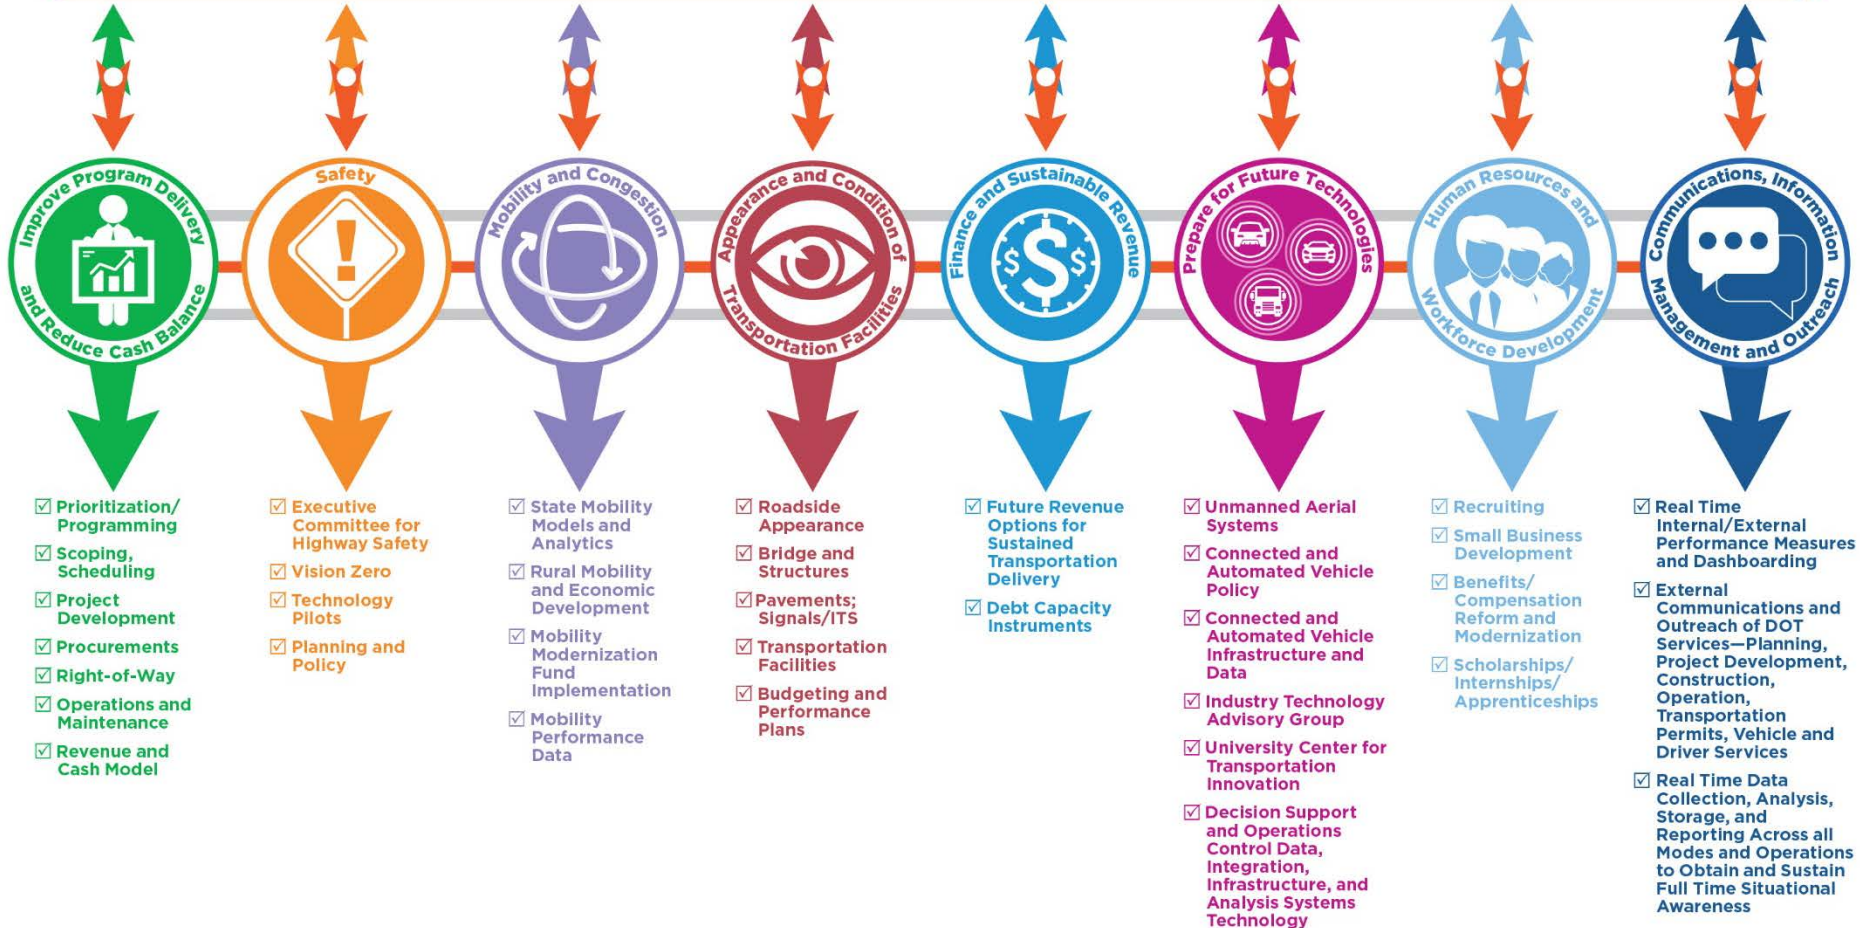 Improve Program Delivery
and Reduce Cash Balance
Safety
Mobility and Congestion
Appearance and Condition of
Transportation Facilities
Finance and Sustainable Revenue
Prepare for Future Technologies
Human Resources and
Workforce Development
Communications, Information
Management and Outreach
$ $ $
☑ Prioritization/
Programming
☑ Scoping,
Scheduling
☑ Project
Development
☑ Procurements
☑ Right-of-Way
☑ Operations and
Maintenance
☑ Revenue and
Cash Model
☑ Executive
Committee for
Highway Safety
☑ Vision Zero
☑ Technology
Pilots
☑ Planning and
Policy
☑ State Mobility
Models and
Analytics
☑ Rural Mobility
and Economic
Development
☑ Mobility
Modernization
Fund
Implementation
☑ Mobility
Performance
Data
☑ Roadside
Appearance
☑ Bridge and
Structures
☑ Pavements;
Signals/ITS
☑ Transportation
Facilities
☑ Budgeting and
Performance
Plans
☑ Future Revenue
Options for
Sustained
Transportation
Delivery
☑ Debt Capacity
Instruments
☑ Unmanned Aerial
Systems
☑ Connected and
Automated Vehicle
Policy
☑ Connected and
Automated Vehicle
Infrastructure and
Data
☑ Industry Technology
Advisory Group
☑ University Center for
Transportation
Innovation
☑ Decision Support
and Operations
Control Data,
Integration,
Infrastructure, and
Analysis Systems
Technology
☑ Recruiting
☑ Small Business
Development
☑ Benefits/
Compensation
Reform and
Modernization
☑ Scholarships/
Internships/
Apprenticeships
☑ Real Time
Internal/External
Performance Measures
and Dashboarding
☑ External
Communications and
Outreach of DOT
Services—Planning,
Project Development,
Construction,
Operation,
Transportation
Permits, Vehicle and
Driver Services
☑ Real Time Data
Collection, Analysis,
Storage, and
Reporting Across all
Modes and Operations
to Obtain and Sustain
Full Time Situational
Awareness